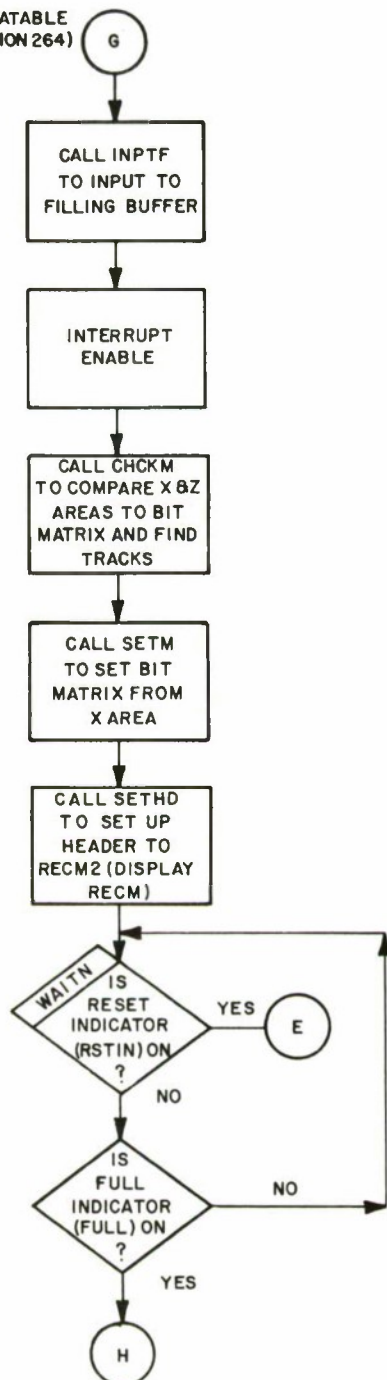 ATABLE
ION 264)
G
CALL INPTF
TO INPUT TO
FILLING BUFFER
INTERRUPT
ENABLE
CALL CHCKM
TO COMPARE X &Z
AREAS TO BIT
MATRIX AND FIND
TRACKS
CALL SETM
TO SET BIT
MATRIX FROM
X AREA
CALL SETHD
TO SET UP
HEADER TO
RECM2 (DISPLAY
RECM)
WAITN
IS
RESET
INDICATOR
(RSTIN) ON
?
YES
E
NO
IS
FULL
INDICATOR
(FULL) ON
?
NO
YES
H